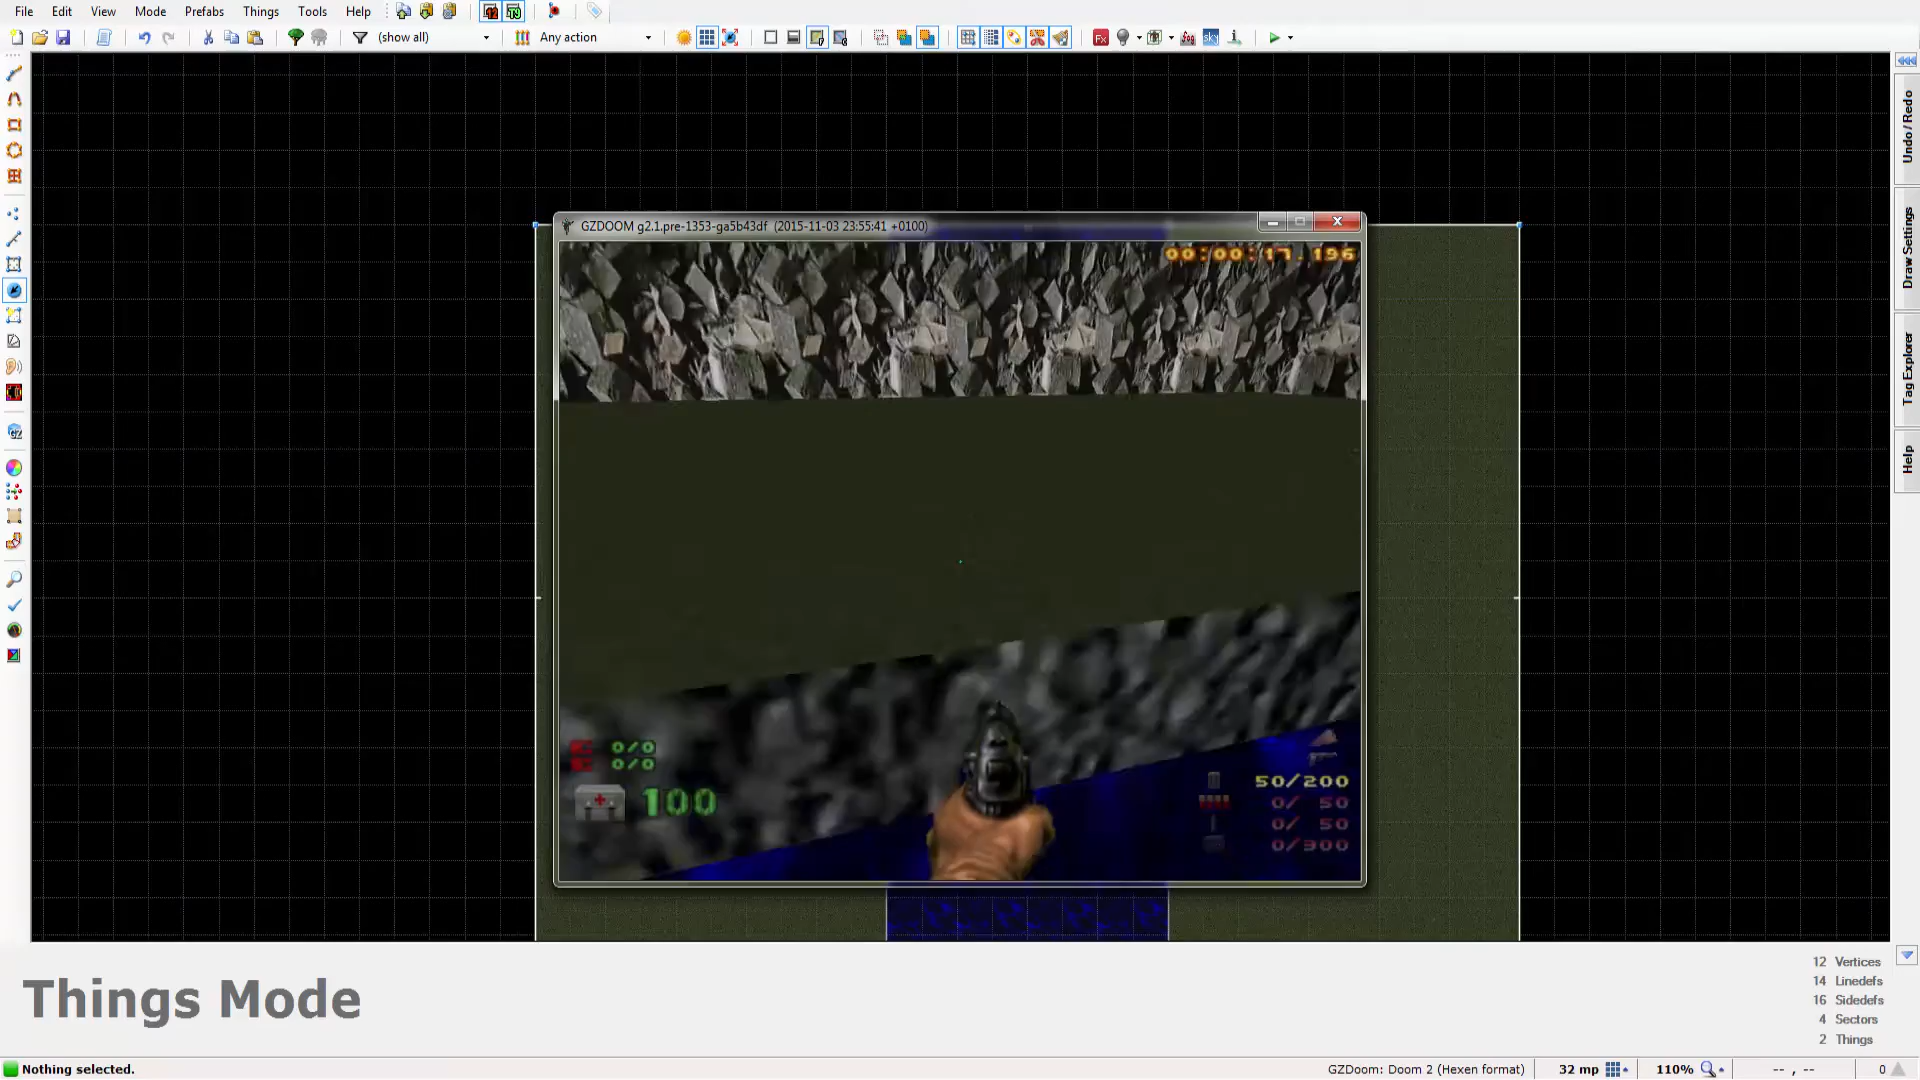 File Edit View Mode Prefabs Things Tools Help
(show all) Any action Fx sky
GZDOOM g2.1.pre-1353-ga5b43df (2015-11-03 23:55:41 +0100)
00:00:17.196
0/0
0/0
100
50/200
0/ 50
0/ 50
0/300
Undo / Redo
Draw Settings
Tag Explorer
Help
GZ
Things Mode
12 Vertices
14 Linedefs
16 Sidedefs
4 Sectors
2 Things
Nothing selected.
GZDoom: Doom 2 (Hexen format) 32 mp 110% -- , -- 0